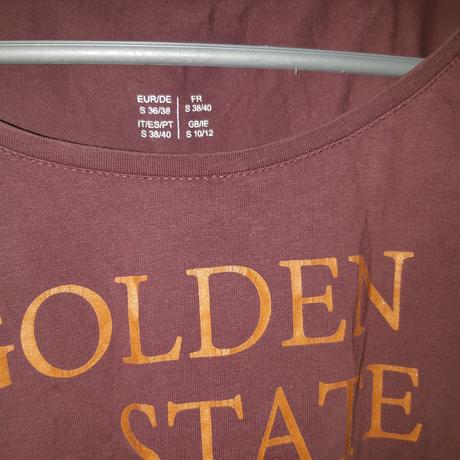 EUR/DE | FR
S 36/38 | S 38/40
IT/ES/PT | GB/IE
S 38/40 | S 10/12
GOLDEN
STATE